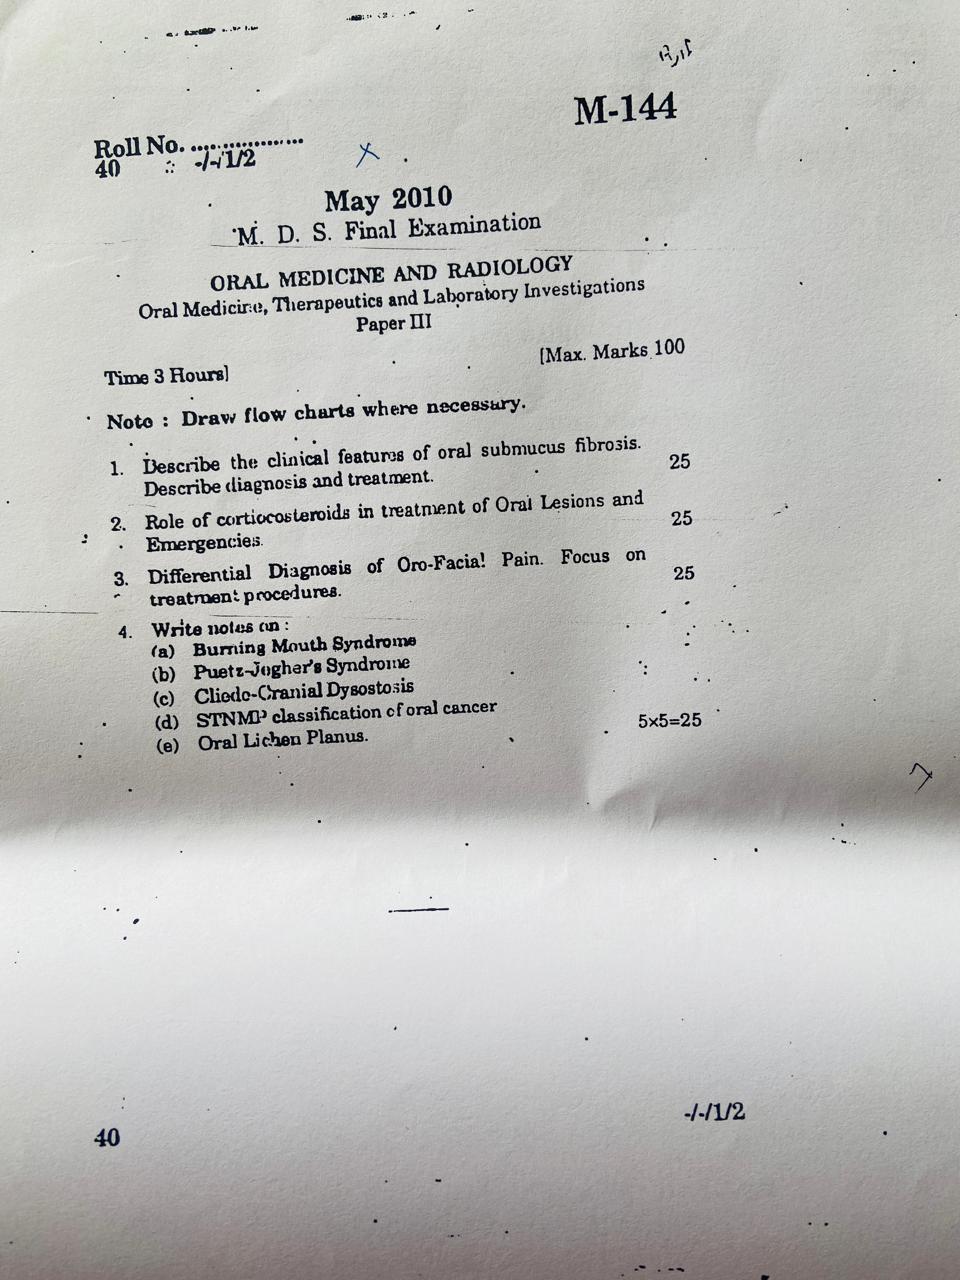 M-144
Roll No. ..................
40 -/-/1/2
May 2010
M. D. S. Final Examination
ORAL MEDICINE AND RADIOLOGY
Oral Medicine, Therapeutics and Laboratory Investigations
Paper III
Time 3 Hours] [Max. Marks 100
Note : Draw flow charts where necessary.
1. Describe the clinical features of oral submucus fibrosis. Describe diagnosis and treatment. 25
2. Role of cortiocosteroids in treatment of Oral Lesions and Emergencies. 25
3. Differential Diagnosis of Oro-Facial Pain. Focus on treatment procedures. 25
4. Write notes on :
(a) Burning Mouth Syndrome
(b) Puetz-Jogher's Syndrome
(c) Cliedo-Cranial Dysostosis
(d) STNMP classification of oral cancer
(e) Oral Lichen Planus. 5×5=25
40 -/-/1/2